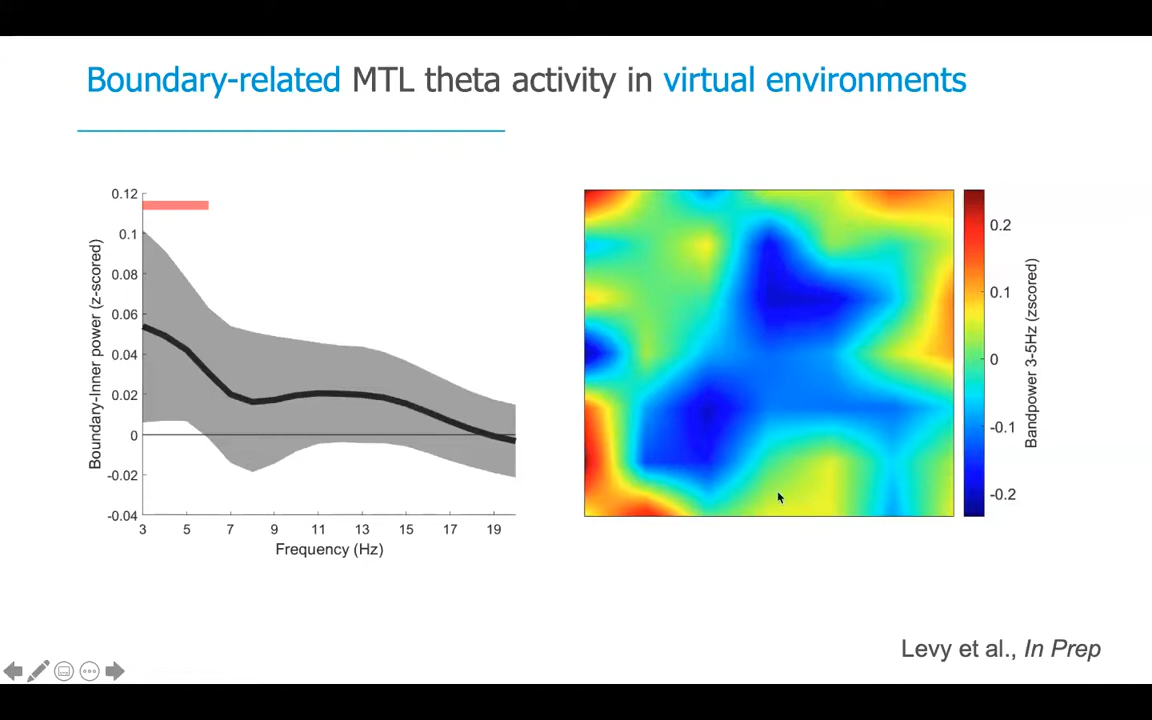 Boundary-related MTL theta activity in virtual environments
0.12
0.1
0.08
0.06
0.04
0.02
0
-0.02
-0.04
Boundary-Inner power (z-scored)
3 5 7 9 11 13 15 17 19
Frequency (Hz)
0.2
0.1
0
-0.1
-0.2
Bandpower 3-5Hz (zscored)
Levy et al., In Prep